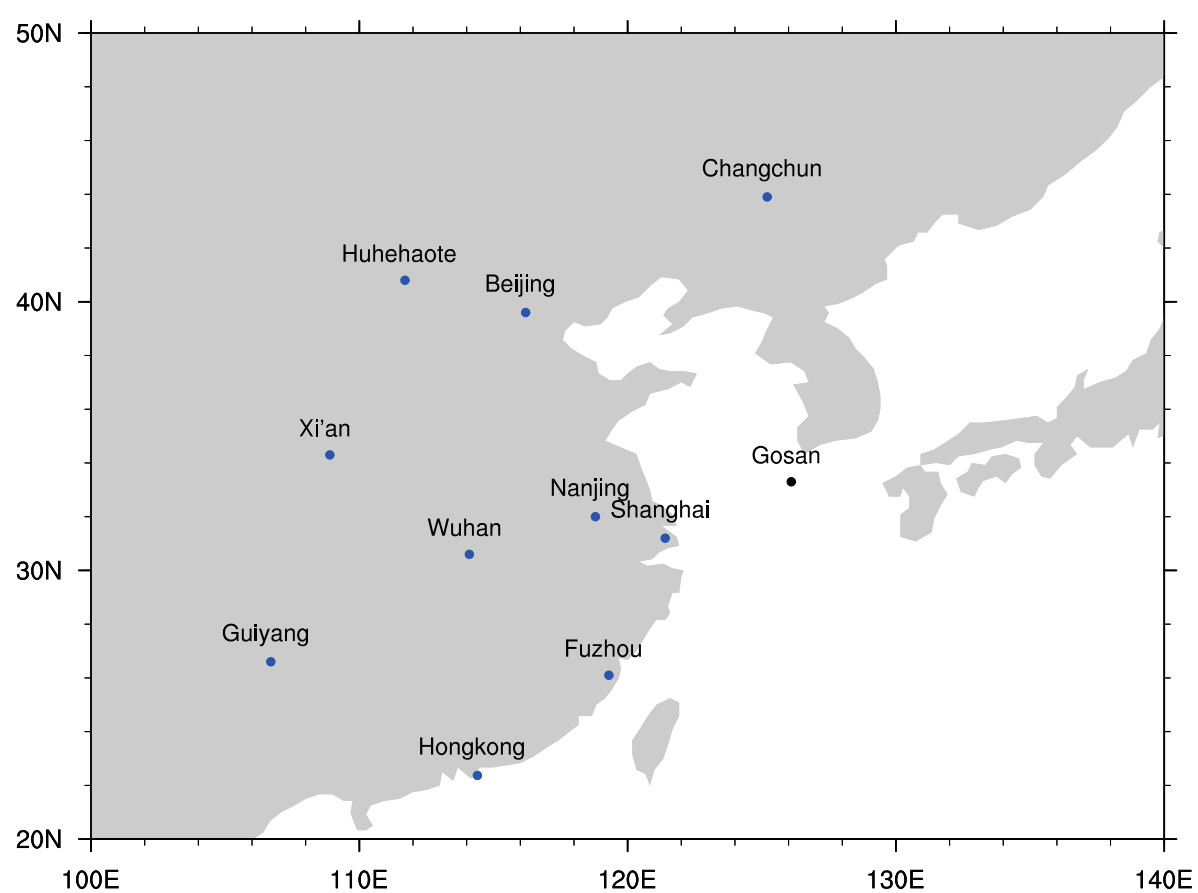 50N
Changchun
Huhehaote
Beijing
40N
Xi'an
Gosan
Nanjing
Shanghai
Wuhan
30N
Guiyang
Fuzhou
Hongkong
20N
100E 110E 120E 130E 140E